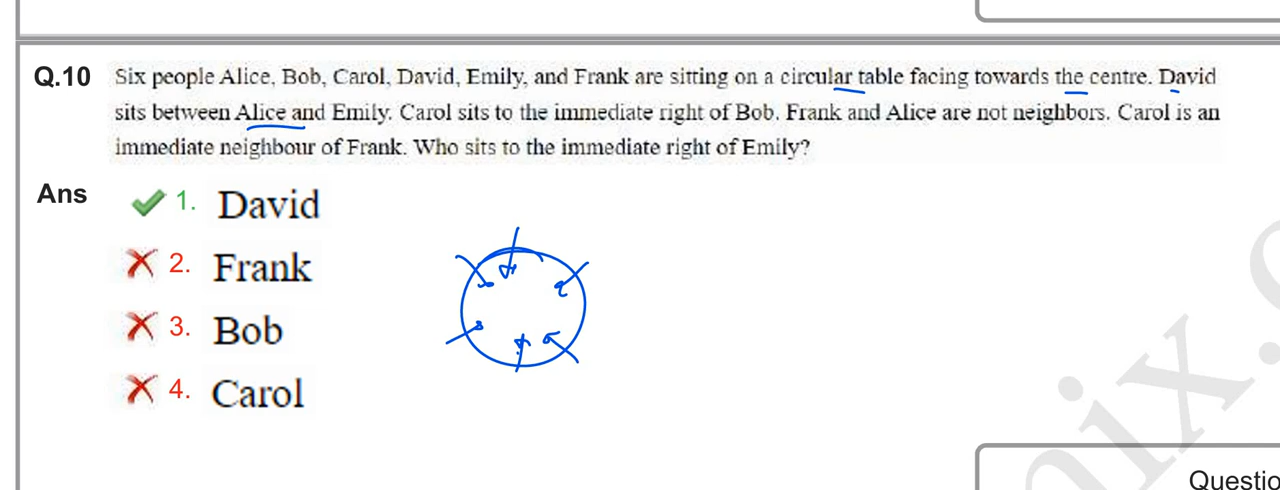 Q.10 Six people Alice, Bob, Carol, David, Emily, and Frank are sitting on a circular table facing towards the centre. David
sits between Alice and Emily. Carol sits to the immediate right of Bob. Frank and Alice are not neighbors. Carol is an
immediate neighbour of Frank. Who sits to the immediate right of Emily?
Ans 1. David
2. Frank
3. Bob
4. Carol